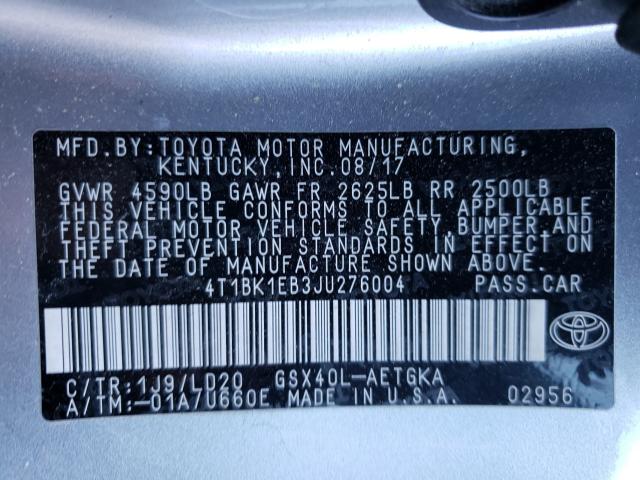 MFD. BY: TOYOTA MOTOR MANUFACTURING,
KENTUCKY, INC. 08/17
GVWR 4590LB GAWR FR 2625LB RR 2500LB
THIS VEHICLE CONFORMS TO ALL APPLICABLE
FEDERAL MOTOR VEHICLE SAFETY, BUMPER, AND
THEFT PREVENTION STANDARDS IN EFFECT ON
THE DATE OF MANUFACTURE SHOWN ABOVE.
4T1BK1EB3JU276004 PASS.CAR
C/TR: 1J9/LD20 GSX40L-AETGKA
A/TM:-01A/U660E MADE IN U.S.A. 02956